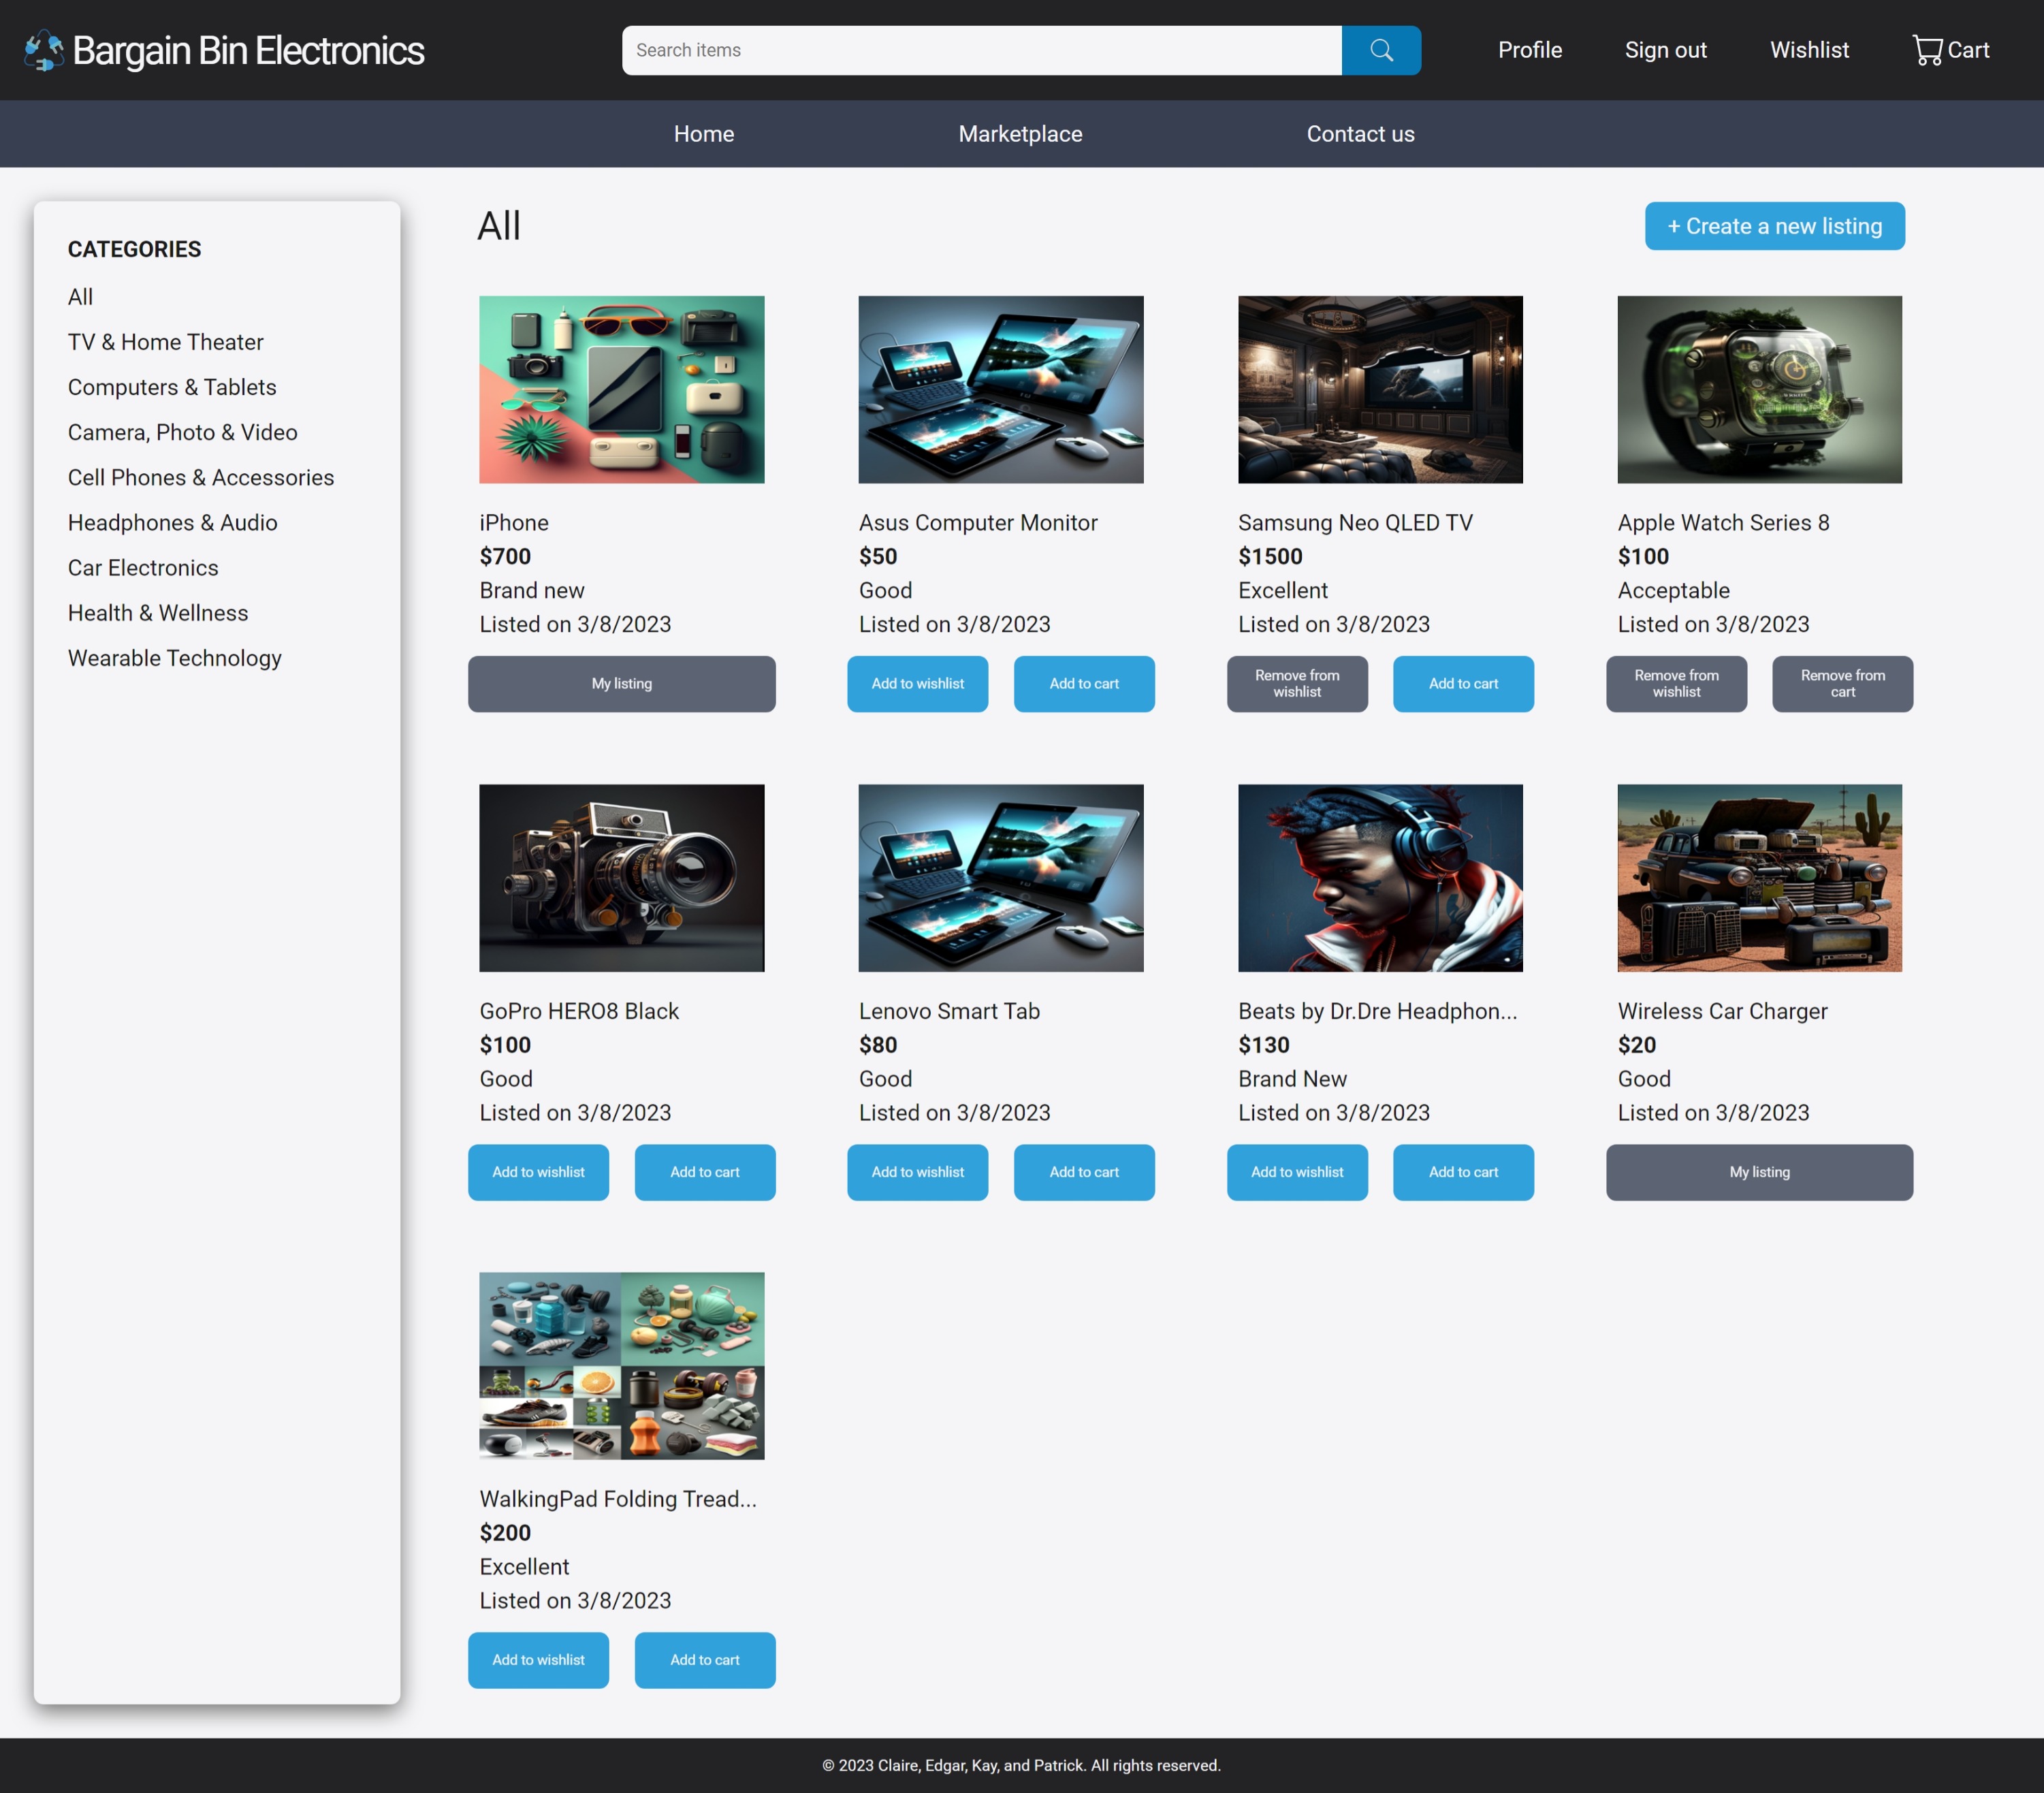 Bargain Bin Electronics
Search items
Profile
Sign out
Wishlist
Cart
Home
Marketplace
Contact us
CATEGORIES
All
TV & Home Theater
Computers & Tablets
Camera, Photo & Video
Cell Phones & Accessories
Headphones & Audio
Car Electronics
Health & Wellness
Wearable Technology
All
+ Create a new listing
iPhone
$700
Brand new
Listed on 3/8/2023
My listing
Asus Computer Monitor
$50
Good
Listed on 3/8/2023
Add to wishlist
Add to cart
Samsung Neo QLED TV
$1500
Excellent
Listed on 3/8/2023
Remove from
wishlist
Add to cart
Apple Watch Series 8
$100
Acceptable
Listed on 3/8/2023
Remove from
wishlist
Remove from
cart
GoPro HERO8 Black
$100
Good
Listed on 3/8/2023
Add to wishlist
Add to cart
Lenovo Smart Tab
$80
Good
Listed on 3/8/2023
Add to wishlist
Add to cart
Beats by Dr.Dre Headphon...
$130
Brand New
Listed on 3/8/2023
Add to wishlist
Add to cart
Wireless Car Charger
$20
Good
Listed on 3/8/2023
My listing
WalkingPad Folding Tread...
$200
Excellent
Listed on 3/8/2023
Add to wishlist
Add to cart
© 2023 Claire, Edgar, Kay, and Patrick. All rights reserved.